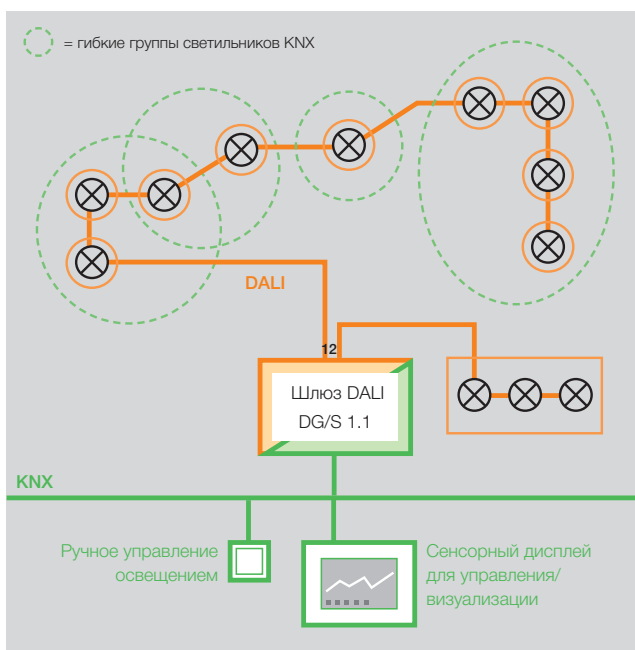 = гибкие группы светильников KNX
DALI
12
Шлюз DALI
DG/S 1.1
KNX
Ручное управление
освещением
Сенсорный дисплей
для управления/
визуализации